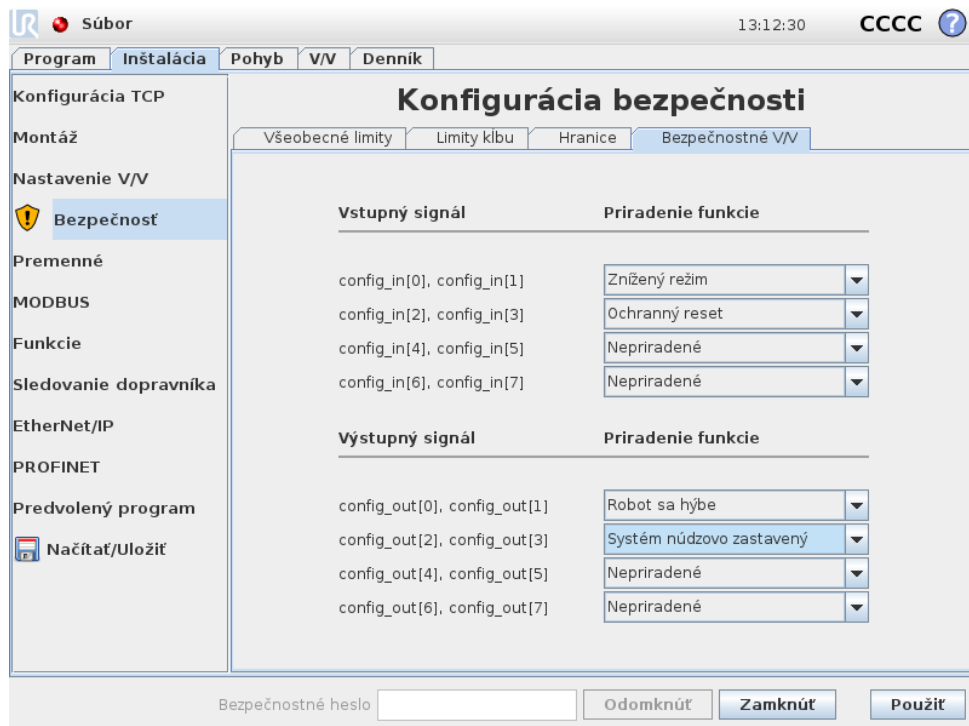 UR Súbor 13:12:30 CCCC ?
Program Inštalácia Pohyb V/V Denník
Konfigurácia TCP
Montáž
Nastavenie V/V
Bezpečnosť
Premenné
MODBUS
Funkcie
Sledovanie dopravníka
EtherNet/IP
PROFINET
Predvolený program
Načítať/Uložiť
Konfigurácia bezpečnosti
Všeobecné limity Limity kĺbu Hranice Bezpečnostné V/V
Vstupný signál Priradenie funkcie
config_in[0], config_in[1] Znížený režim
config_in[2], config_in[3] Ochranný reset
config_in[4], config_in[5] Nepriradené
config_in[6], config_in[7] Nepriradené
Výstupný signál Priradenie funkcie
config_out[0], config_out[1] Robot sa hýbe
config_out[2], config_out[3] Systém núdzovo zastavený
config_out[4], config_out[5] Nepriradené
config_out[6], config_out[7] Nepriradené
Bezpečnostné heslo Odomknúť Zamknúť Použiť